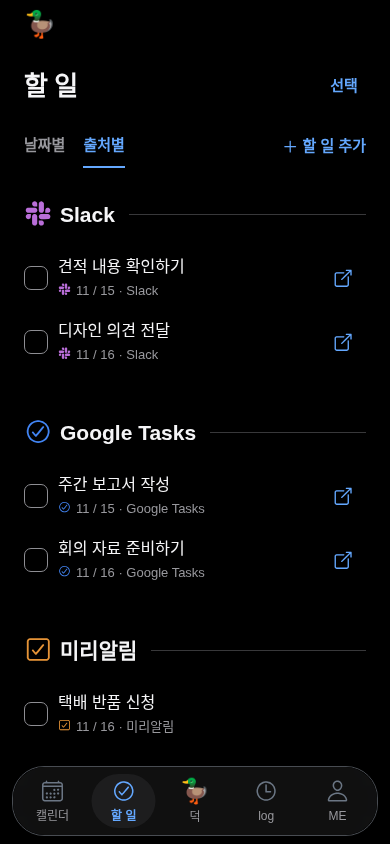 할 일
선택
날짜별
출처별
+ 할 일 추가
Slack
견적 내용 확인하기
11 / 15 · Slack
디자인 의견 전달
11 / 16 · Slack
Google Tasks
주간 보고서 작성
11 / 15 · Google Tasks
회의 자료 준비하기
11 / 16 · Google Tasks
미리알림
택배 반품 신청
11 / 16 · 미리알림
캘린더
할 일
덕
log
ME